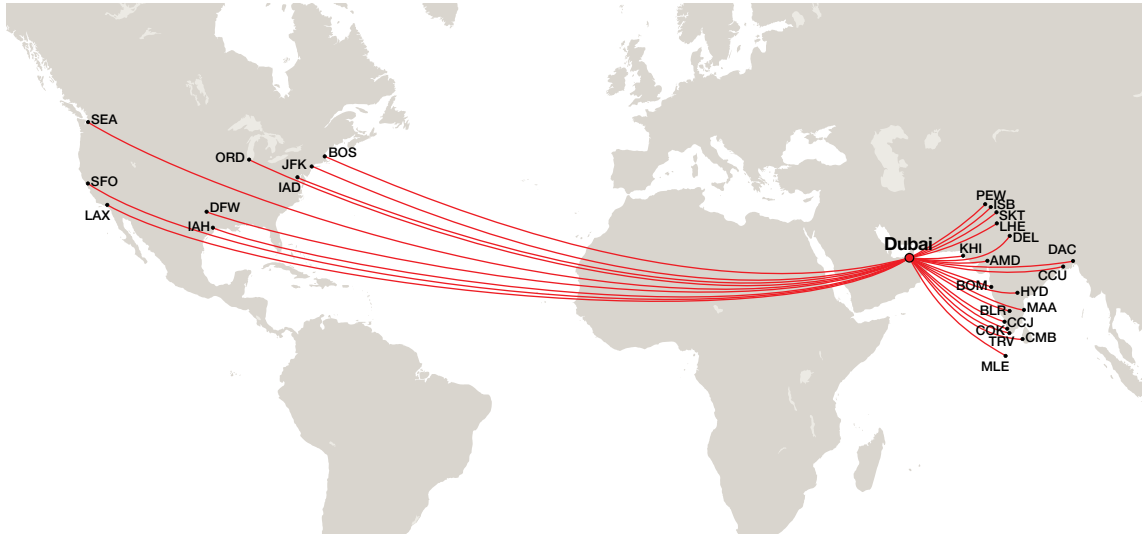 SEA
ORD
JFK
BOS
IAD
SFO
LAX
DFW
IAH
PEW
ISB
SKT
LHE
DEL
Dubai
KHI
AMD
DAC
CCU
BOM
HYD
BLR
MAA
CCJ
COK
TRV
CMB
MLE